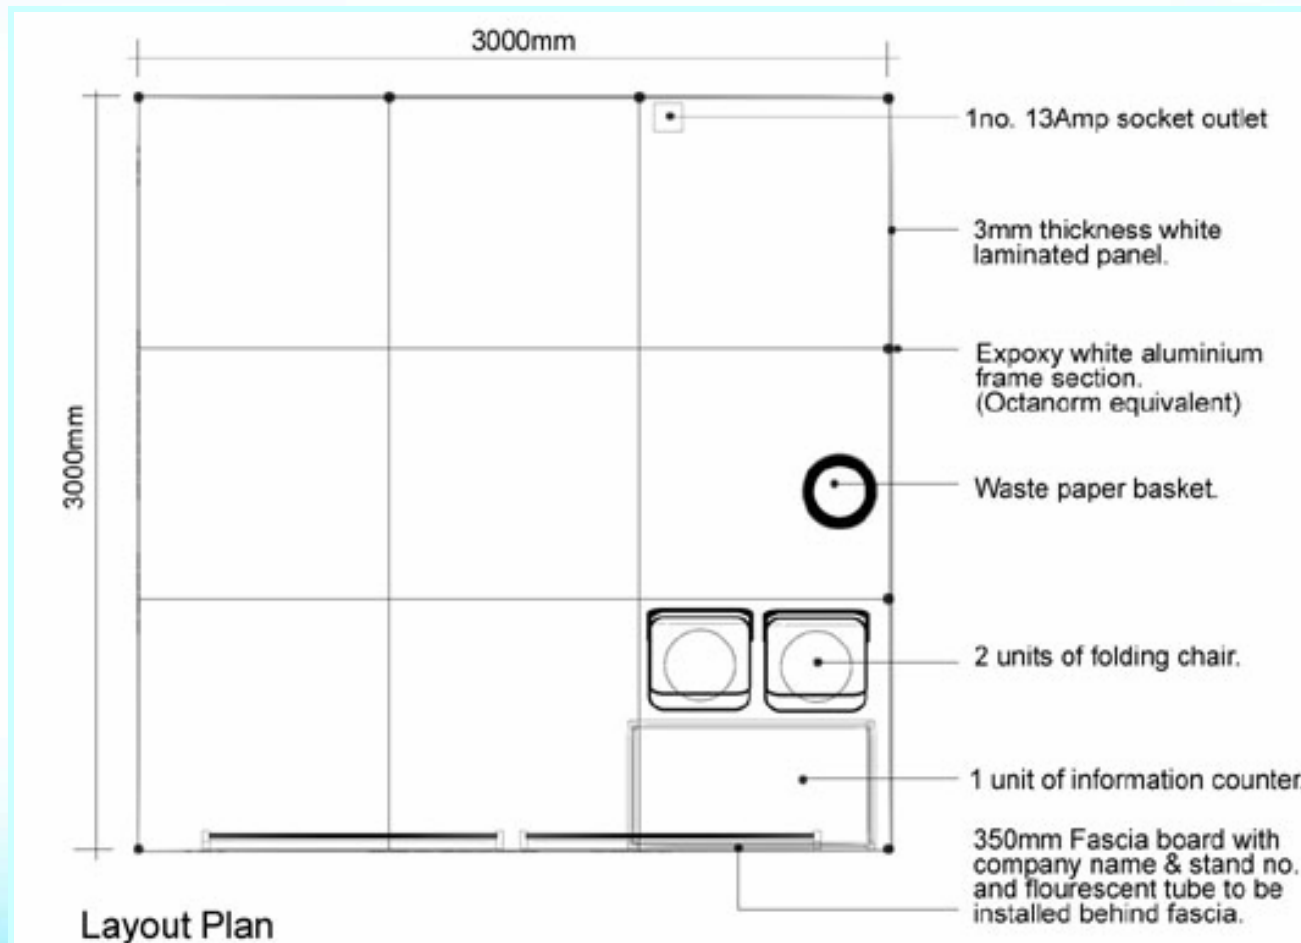 3000mm
1no. 13Amp socket outlet
3mm thickness white
laminated panel.
Expoxy white aluminium
frame section.
(Octanorm equivalent)
3000mm
Waste paper basket.
2 units of folding chair.
1 unit of information counter.
350mm Fascia board with
company name & stand no.
and flourescent tube to be
installed behind fascia.
Layout Plan